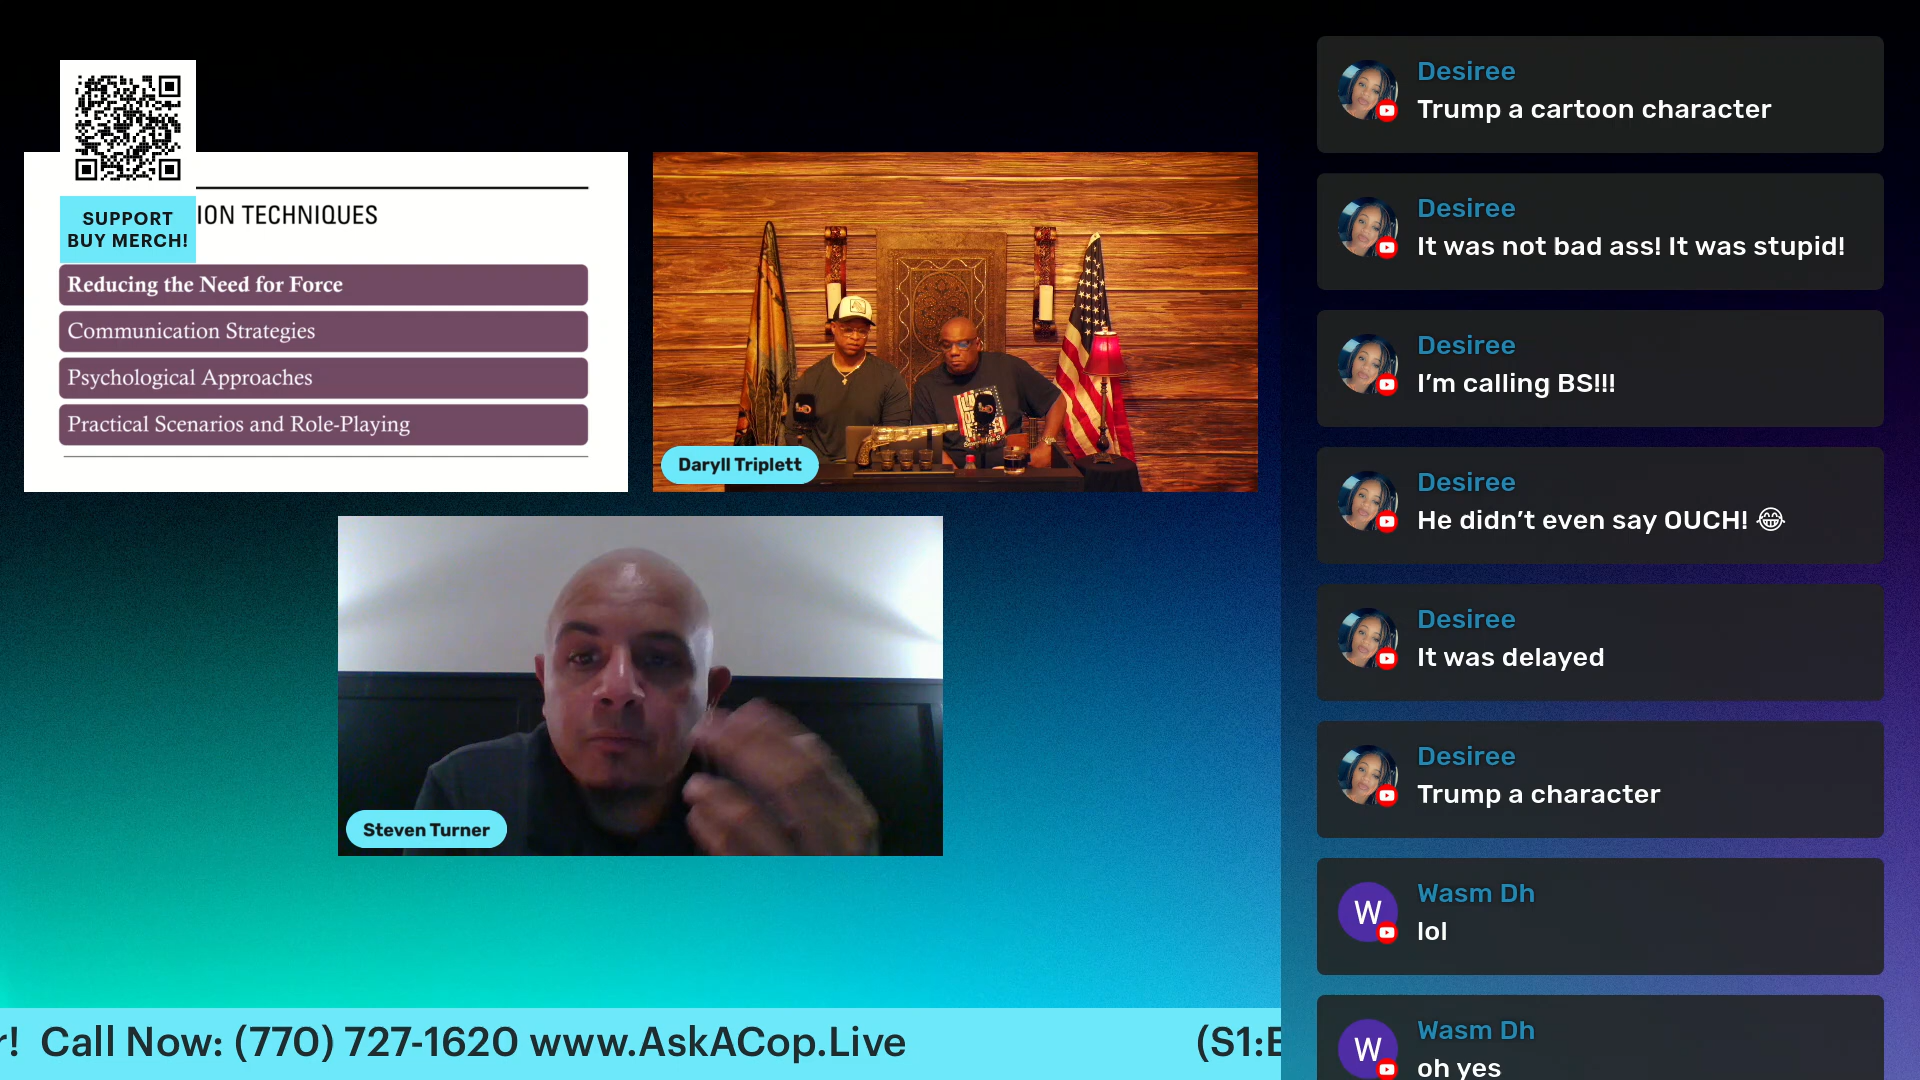 SUPPORT
BUY MERCH!
ION TECHNIQUES
Reducing the Need for Force
Communication Strategies
Psychological Approaches
Practical Scenarios and Role-Playing
Daryll Triplett
Steven Turner
r! Call Now: (770) 727-1620 www.AskACop.Live (S1:E
Desiree
Trump a cartoon character
Desiree
It was not bad ass! It was stupid!
Desiree
I’m calling BS!!!
Desiree
He didn’t even say OUCH! 😂
Desiree
It was delayed
Desiree
Trump a character
W
Wasm Dh
lol
W
Wasm Dh
oh yes